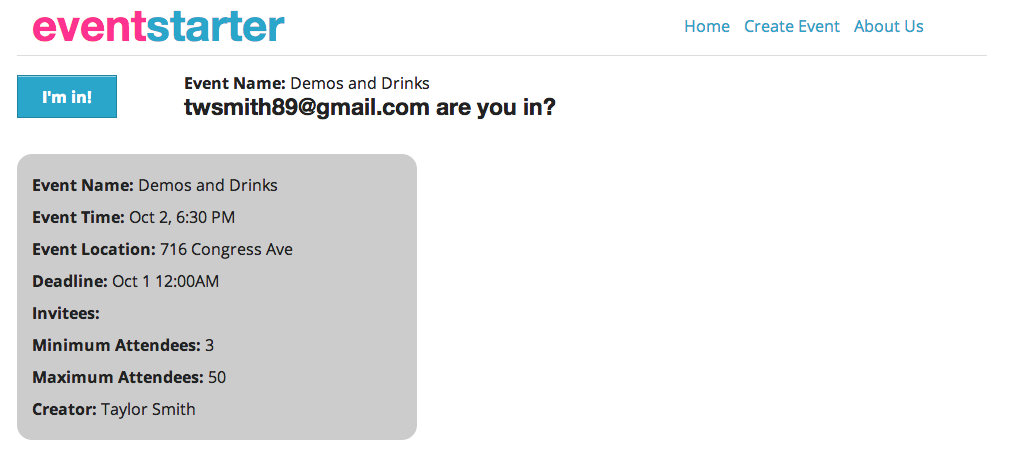 eventstarter
Home Create Event About Us
I'm in!
Event Name: Demos and Drinks
twsmith89@gmail.com are you in?
Event Name: Demos and Drinks
Event Time: Oct 2, 6:30 PM
Event Location: 716 Congress Ave
Deadline: Oct 1 12:00AM
Invitees:
Minimum Attendees: 3
Maximum Attendees: 50
Creator: Taylor Smith